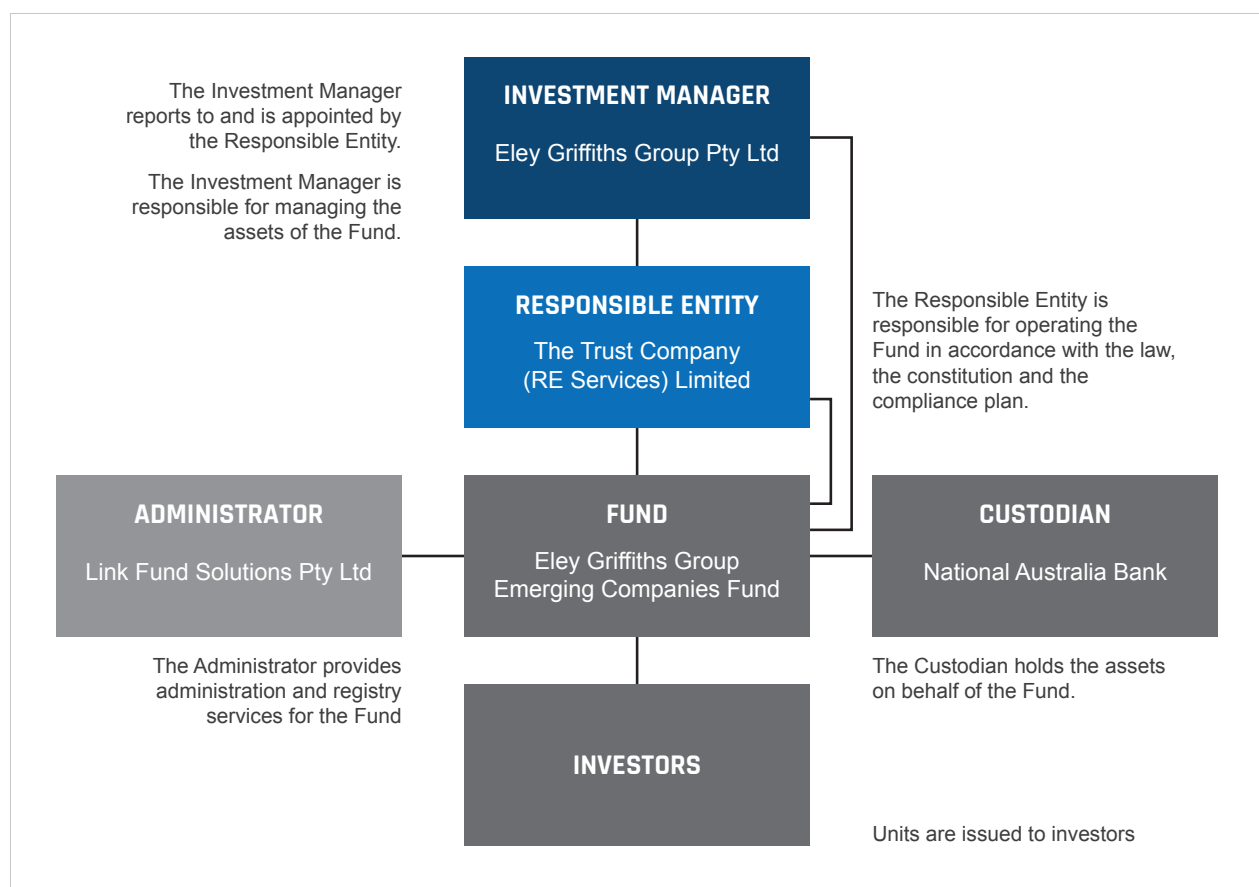 The Investment Manager
reports to and is appointed by
the Responsible Entity.
The Investment Manager is
responsible for managing the
assets of the Fund.
INVESTMENT MANAGER
Eley Griffiths Group Pty Ltd
RESPONSIBLE ENTITY
The Trust Company
(RE Services) Limited
The Responsible Entity is
responsible for operating the
Fund in accordance with the law,
the constitution and the
compliance plan.
ADMINISTRATOR
Link Fund Solutions Pty Ltd
FUND
Eley Griffiths Group
Emerging Companies Fund
CUSTODIAN
National Australia Bank
The Administrator provides
administration and registry
services for the Fund
The Custodian holds the assets
on behalf of the Fund.
INVESTORS
Units are issued to investors